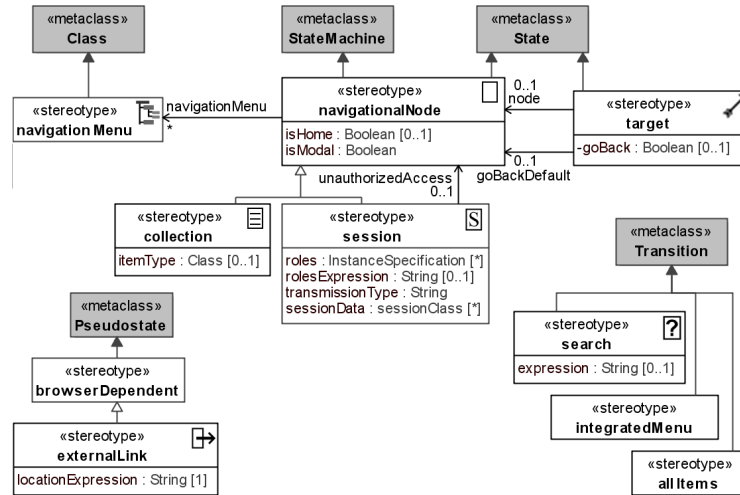 «metaclass»
Class
«metaclass»
StateMachine
«metaclass»
State
«stereotype»
navigation Menu
navigationMenu
*
«stereotype»
navigationalNode
isHome : Boolean [0..1]
isModal : Boolean
0..1
node
0..1
goBackDefault
«stereotype»
target
-goBack : Boolean [0..1]
unauthorizedAccess
0..1
«stereotype»
collection
itemType : Class [0..1]
«stereotype»
S
session
roles : InstanceSpecification [*]
rolesExpression : String [0..1]
transmissionType : String
sessionData : sessionClass [*]
«metaclass»
Transition
«metaclass»
Pseudostate
«stereotype»
browserDependent
«stereotype»
externalLink
locationExpression : String [1]
«stereotype»
?
search
expression : String [0..1]
«stereotype»
integratedMenu
«stereotype»
allItems